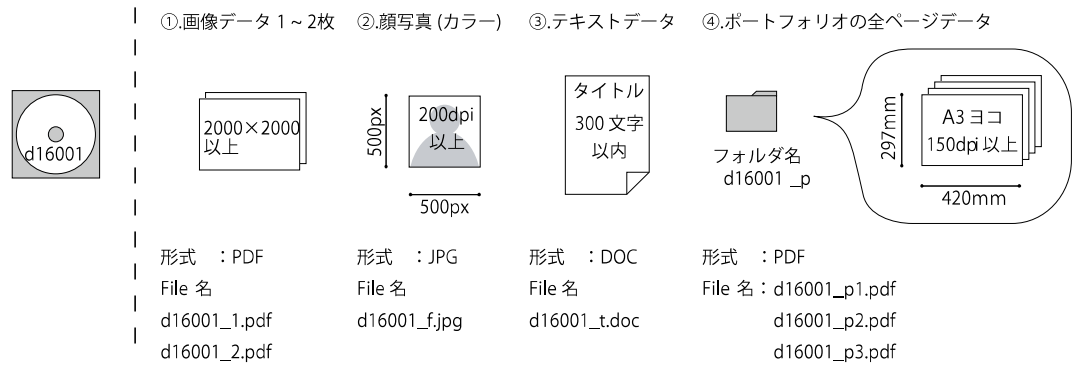 ①.画像データ 1 ~ 2枚
②.顔写真 (カラー)
③.テキストデータ
④.ポートフォリオの全ページデータ
d16001
2000×2000
以上
500px
200dpi
以上
500px
タイトル
300 文字
以内
フォルダ名
d16001 _p
297mm
A3 ヨコ
150dpi 以上
420mm
形式 : PDF
File 名
d16001_1.pdf
d16001_2.pdf
形式 : JPG
File 名
d16001_f.jpg
形式 : DOC
File 名
d16001_t.doc
形式 : PDF
File 名 : d16001_p1.pdf
d16001_p2.pdf
d16001_p3.pdf